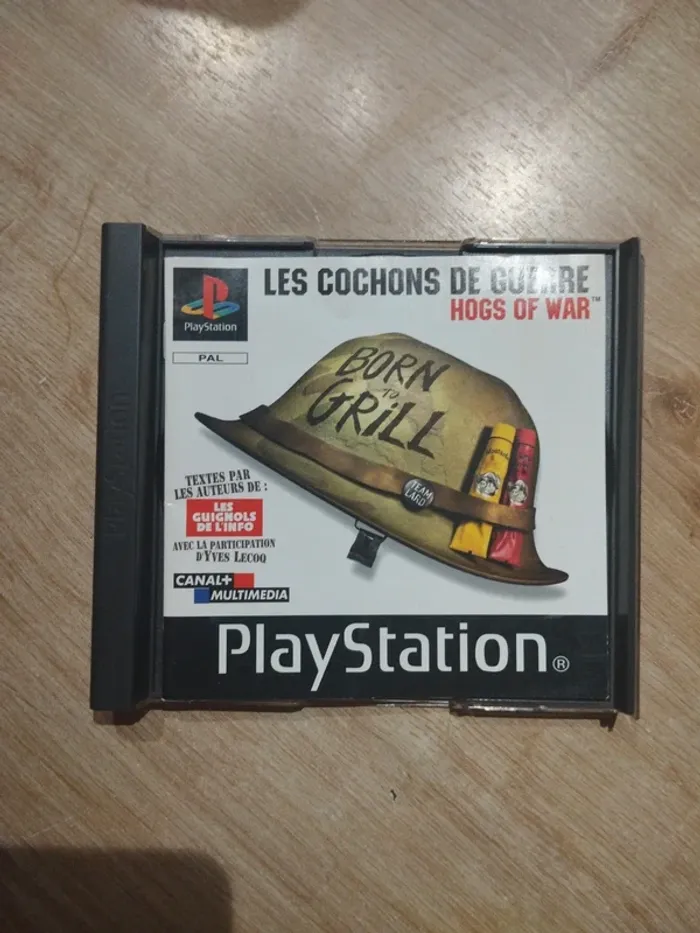 PlayStation
LES COCHONS DE GUERRE
HOGS OF WAR™
PlayStation
PAL
BORN
TO
GRILL
TEAM
LARD
TEXTES PAR
LES AUTEURS DE :
LES
GUIGNOLS
DE L'INFO
AVEC LA PARTICIPATION
D'YVES LECOQ
CANAL+
MULTIMEDIA
PlayStation®